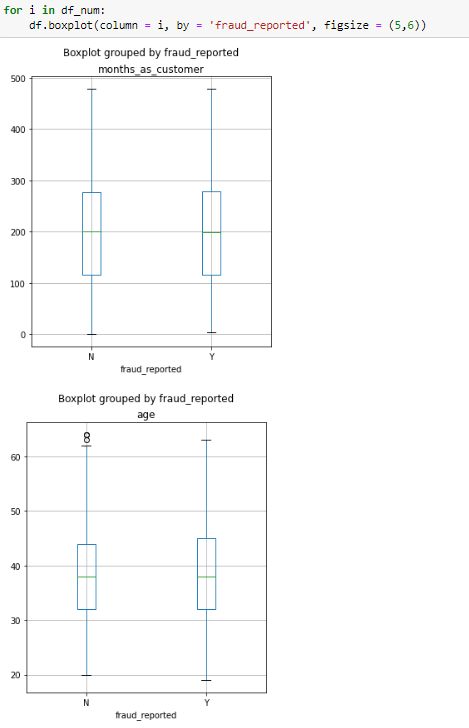 for i in df_num:
    df.boxplot(column = i, by = 'fraud_reported', figsize = (5,6))
Boxplot grouped by fraud_reported
months_as_customer
500
400
300
200
100
0
N Y
fraud_reported
Boxplot grouped by fraud_reported
age
60
50
40
30
20
N Y
fraud_reported